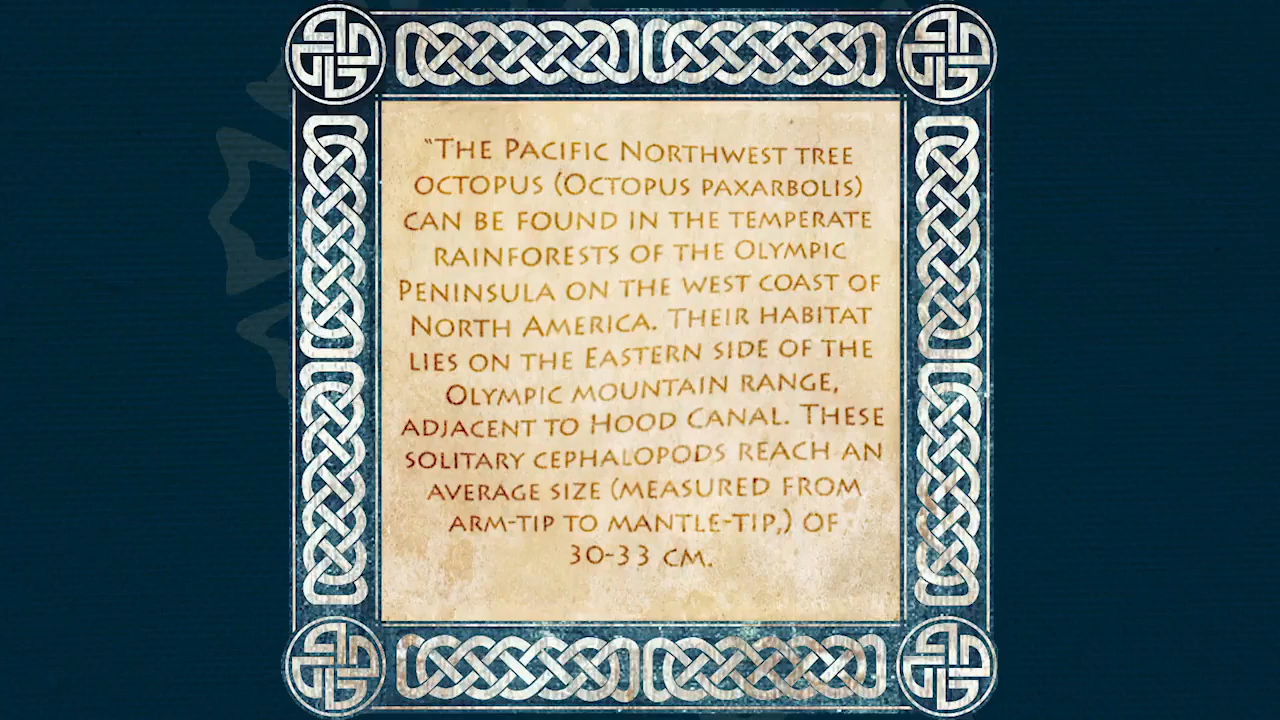 “The Pacific Northwest tree
octopus (Octopus paxarbolis)
can be found in the temperate
rainforests of the Olympic
Peninsula on the west coast of
North America. Their habitat
lies on the Eastern side of the
Olympic mountain range,
adjacent to Hood Canal. These
solitary cephalopods reach an
average size (measured from
arm-tip to mantle-tip,) of
30-33 cm.